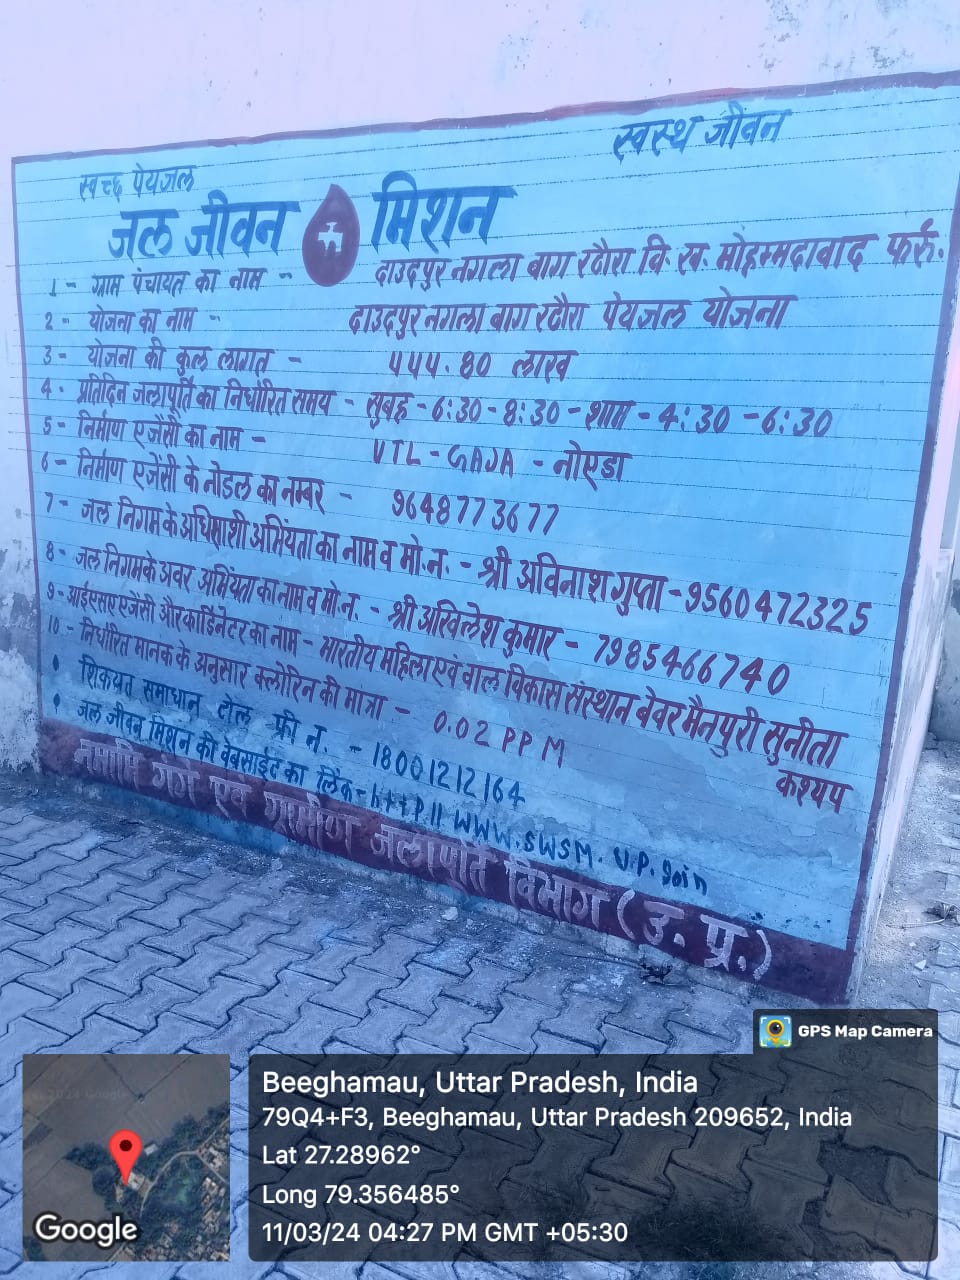 स्वच्छ पेयजल
स्वस्थ जीवन
जल जीवन मिशन
1 - ग्राम पंचायत का नाम - दाउदपुर नगला बाग रठौरा वि. ख. मोहम्मदाबाद फर्रु.
2 - योजना का नाम - दाउदपुर नगला बाग रठौरा पेयजल योजना
3 - योजना की कुल लागत - ५५५.80 लाख
4 - प्रतिदिन जलापूर्ति का निर्धारित समय - सुबह - 6:30 - 8:30 - शाम - 4:30 - 6:30
5 - निर्माण एजेंसी का नाम - VTL - GAJA - नोएडा
6 - निर्माण एजेंसी के नोडल का नम्बर - 9648773677
7 - जल निगम के अधिशाशी अभियंता का नाम व मो.न. - श्री अविनाश गुप्ता - 9560472325
8 - जल निगम के अवर अभियंता का नाम व मो.न. - श्री अखिलेश कुमार - 7985466740
9 - आईएसए एजेंसी और कार्डिनेटर का नाम - भारतीय महिला एवं बाल विकास संस्थान बेवर मैनपुरी सुनीता कश्यप
10 - निर्धारित मानक के अनुसार क्लोरिन की मात्रा - 0.02 PPM
• शिकयत समाधान टोल फ्री न. - 18001212164
• जल जीवन मिशन की वेबसाईट का लिंक - http11 www.swsm.U.P.goin
नमामि गंगे एवं ग्रामीण जलापूर्ति विभाग (उ. प्र.)
GPS Map Camera
Beeghamau, Uttar Pradesh, India
79Q4+F3, Beeghamau, Uttar Pradesh 209652, India
Lat 27.28962°
Long 79.356485°
11/03/24 04:27 PM GMT +05:30
Google